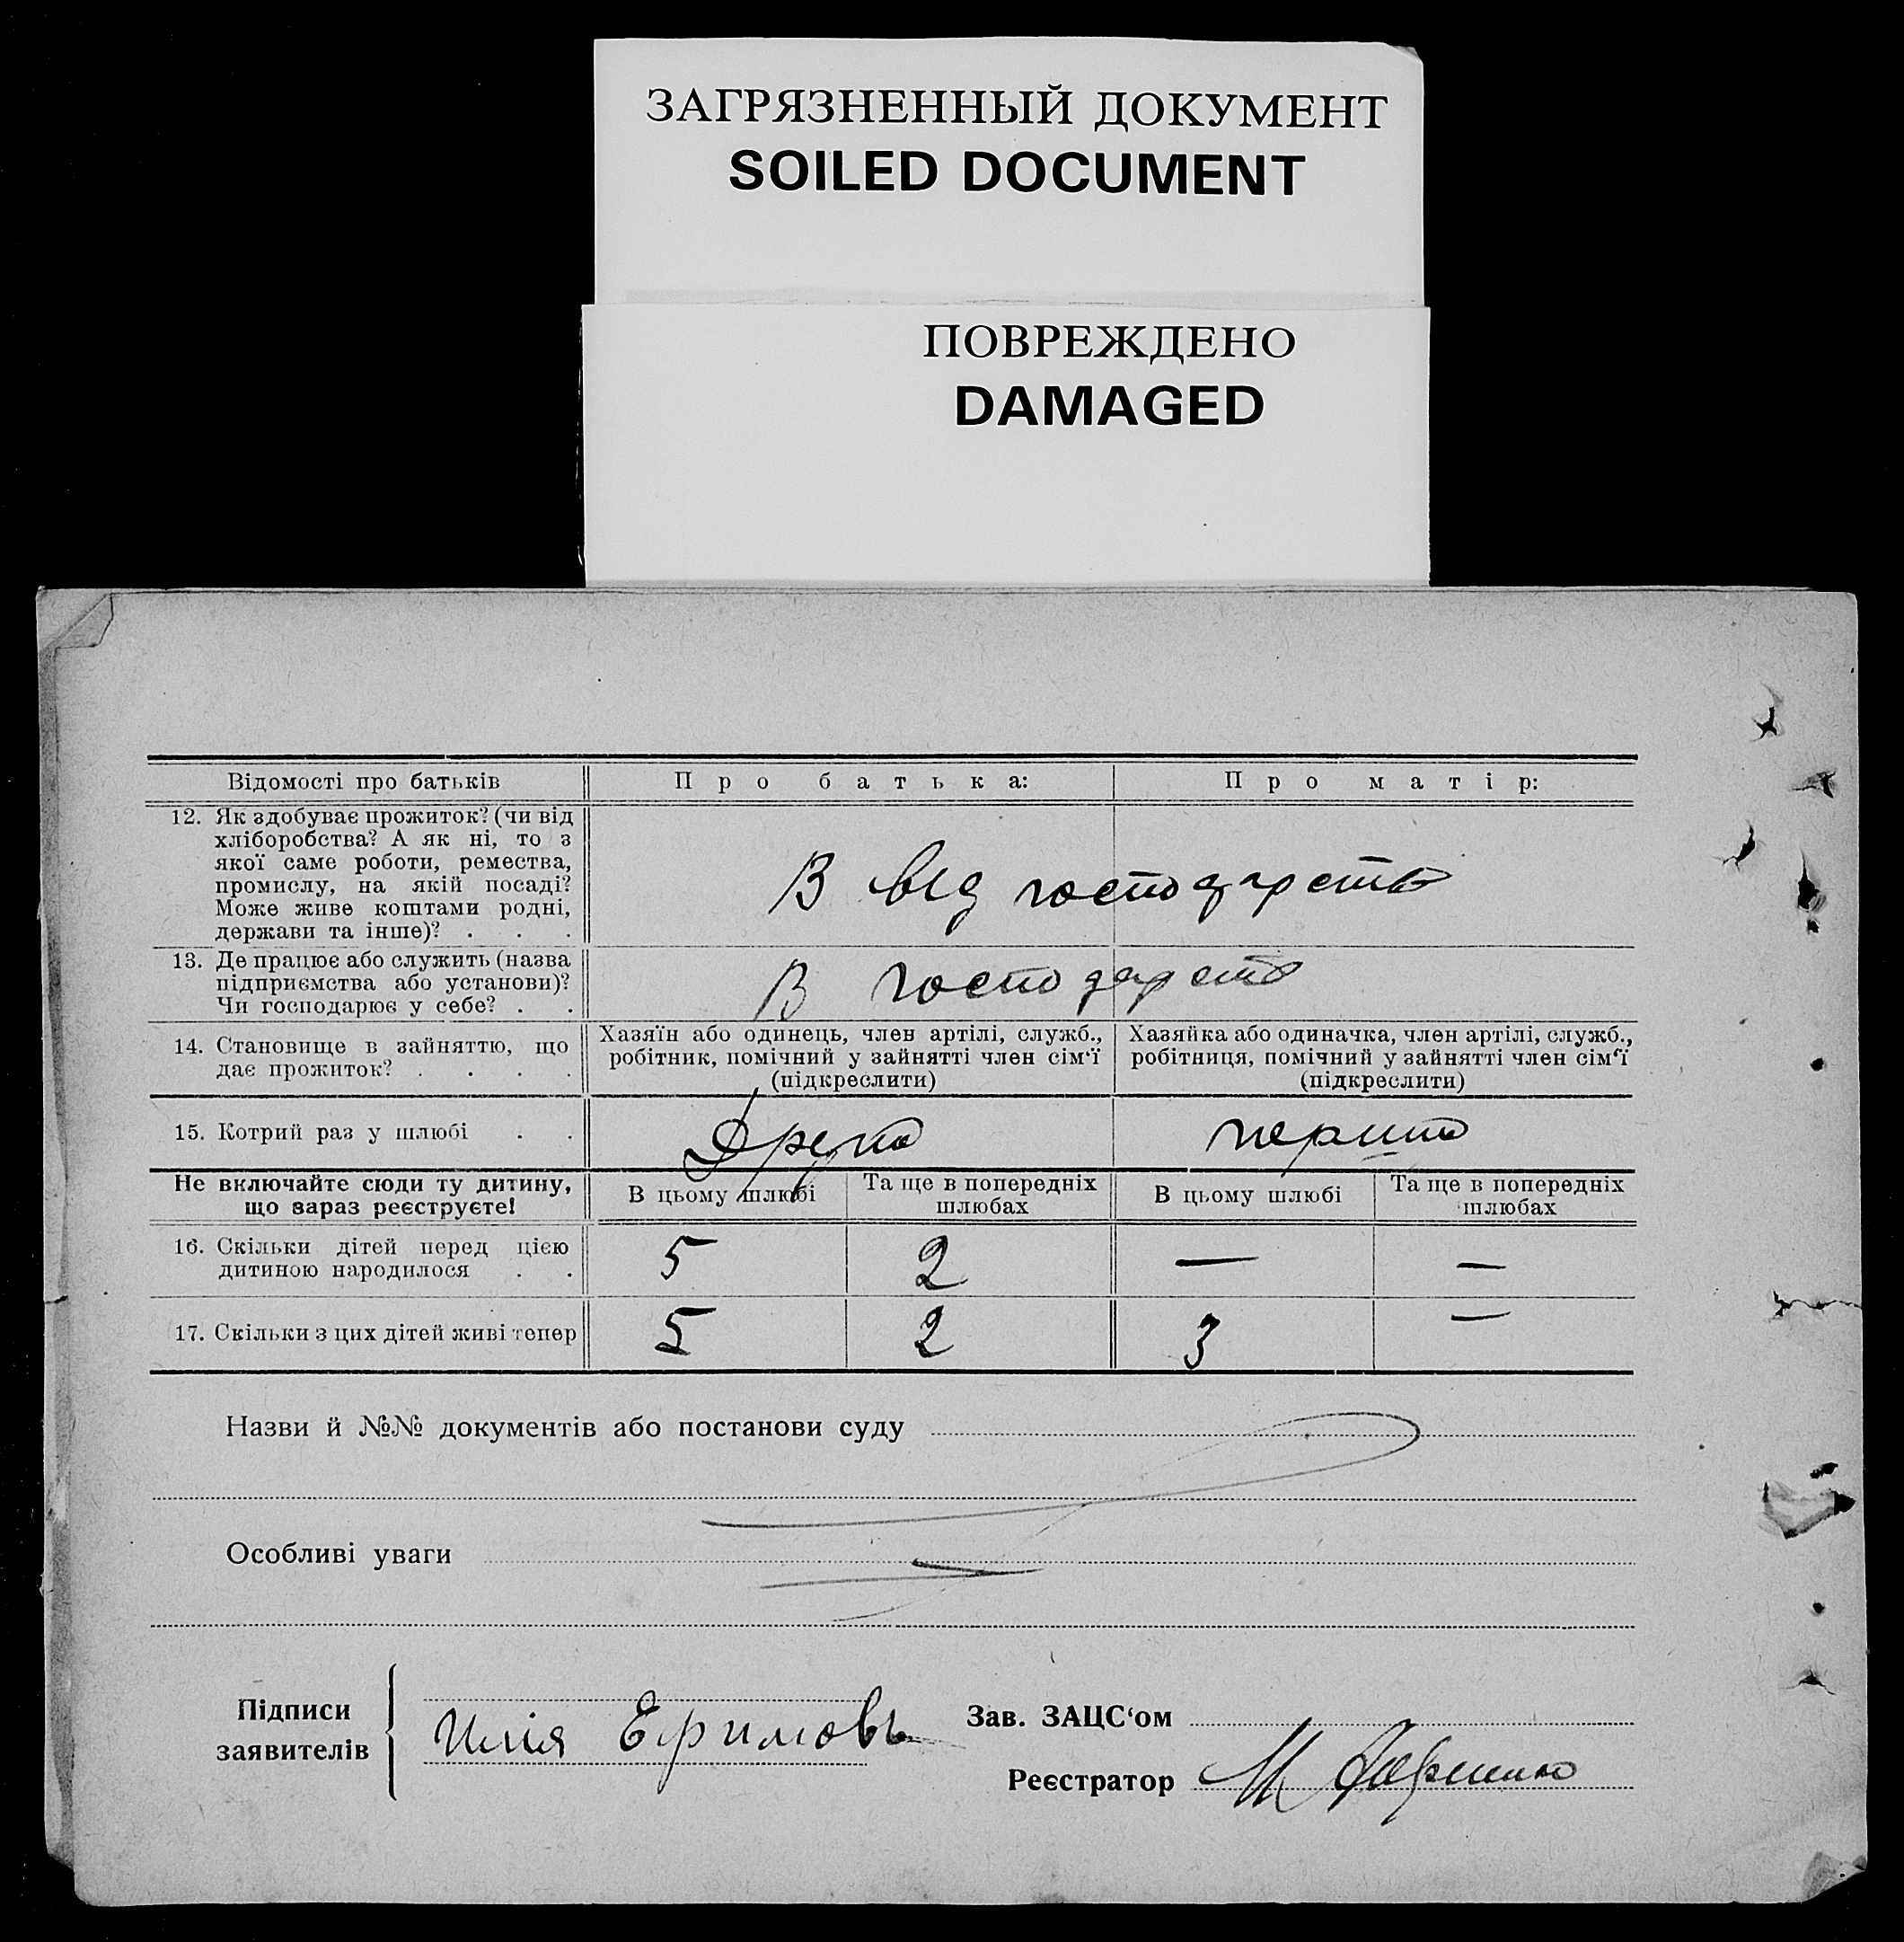 ЗАГРЯЗНЕННЫЙ ДОКУМЕНТ
SOILED DOCUMENT
ПОВРЕЖДЕНО
DAMAGED
Відомості про батьків
Про батька:
Про матір:
12. Як здобуває прожиток? (чи від
хліборобства? А як ні, то з
якої саме роботи, ремества,
промислу, на якій посаді?
Може живе коштами родні,
держави та інше)? . . .
В від господарств
13. Де працює або служить (назва
підприємства або установи)?
Чи господарює у себе? . .
В господарств
14. Становище в зайняттю, що
дає прожиток? . . . .
Хазяїн або одинець, член артілі, служб.,
робітник, помічний у зайнятті член сім‘ї
(підкреслити)
Хазяйка або одиначка, член артілі, служб.,
робітниця, помічний у зайнятті член сім‘ї
(підкреслити)
15. Котрий раз у шлюбі . .
Не включайте сюди ту дитину,
що зараз реєструєте!
В цьому шлюбі
Та ще в попередніх
шлюбах
В цьому шлюбі
Та ще в попередніх
шлюбах
16. Скільки дітей перед цією
дитиною народилося . .
5 2 — —
17. Скільки з цих дітей живі тепер
5 2 3 —
Назви й №№ документів або постанови суду
Особливі уваги
Підписи
заявителів
Илія Ефимовъ
Зав. ЗАЦС‘ом
Реєстратор